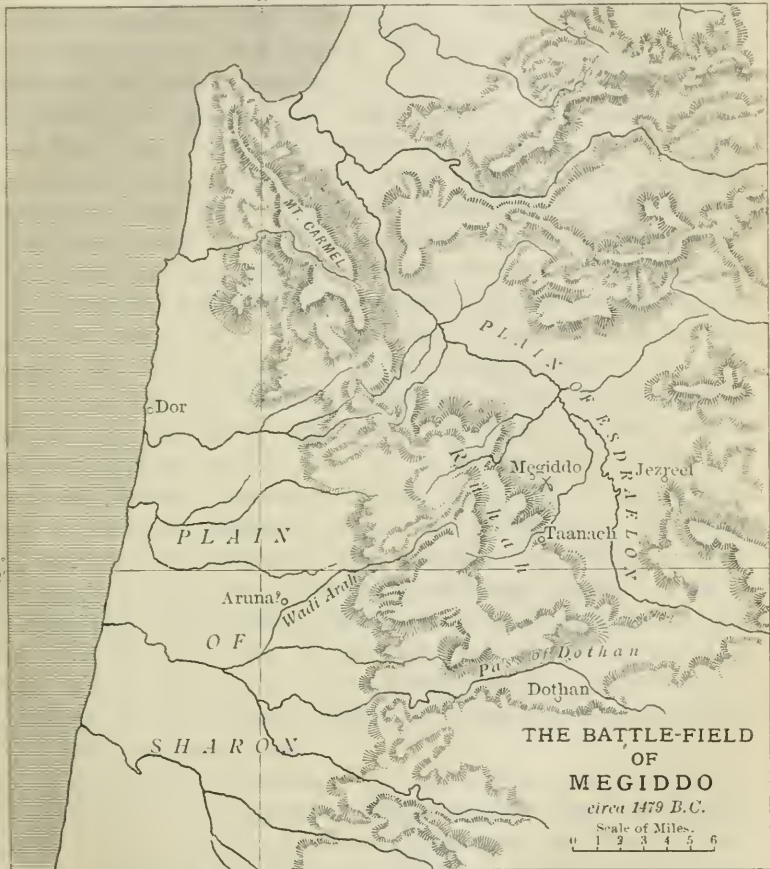 MT. CARMEL
PLAIN OF ESDRAELON
Dor
Megiddo
Jezreel
Ruhah
Taanach
PLAIN
OF
SHARON
Aruna?
Wadi Arah
Pass of Dothan
Dothan
THE BATTLE-FIELD
OF
MEGIDDO
circa 1479 B.C.
Scale of Miles.
0 1 2 3 4 5 6